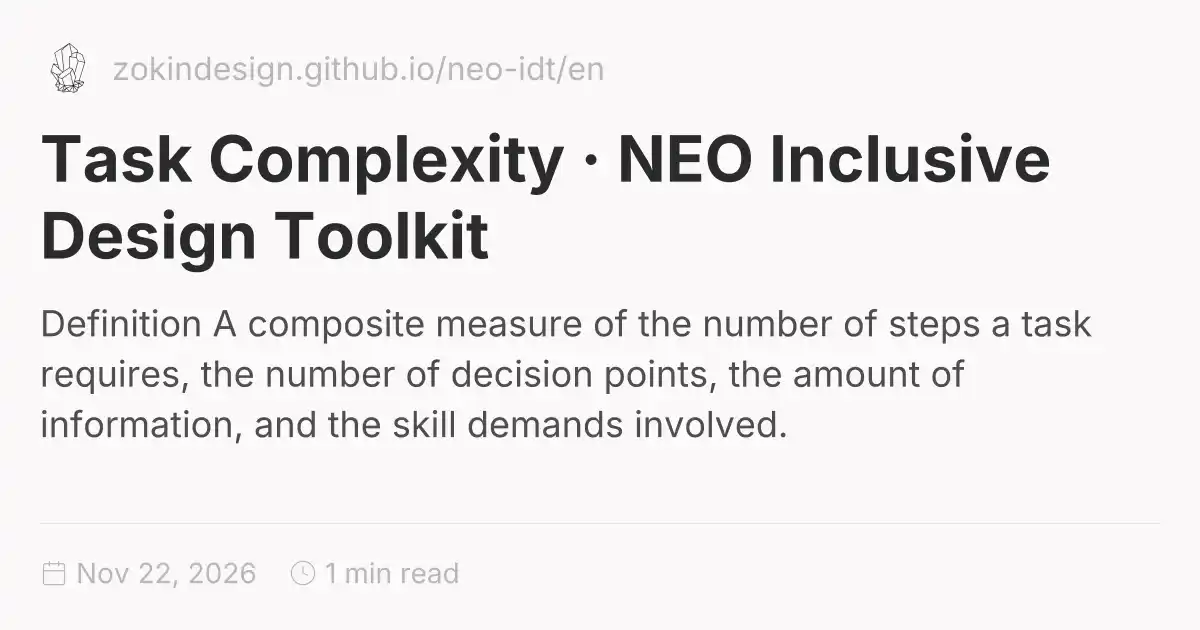 zokindesign.github.io/neo-idt/en
Task Complexity · NEO Inclusive
Design Toolkit
Definition A composite measure of the number of steps a task
requires, the number of decision points, the amount of
information, and the skill demands involved.
Nov 22, 2026 1 min read